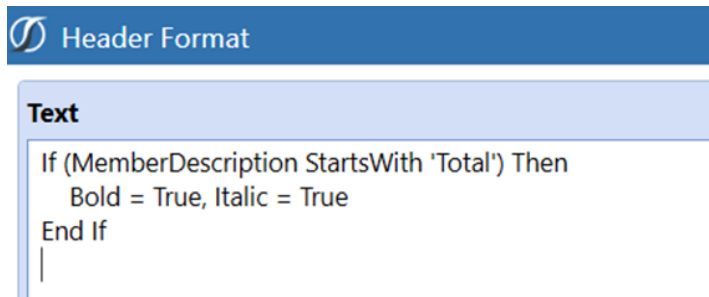 Header Format
Text
If (MemberDescription StartsWith 'Total') Then
Bold = True, Italic = True
End If